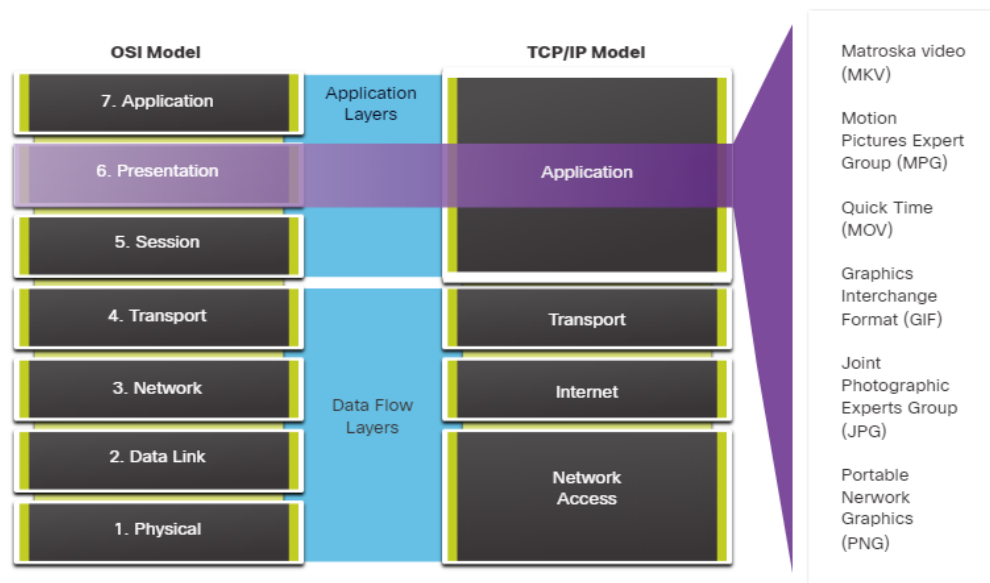 OSI Model
7. Application
6. Presentation
5. Session
4. Transport
3. Network
2. Data Link
1. Physical
Application
Layers
Data Flow
Layers
TCP/IP Model
Application
Transport
Internet
Network
Access
Matroska video
(MKV)
Motion
Pictures Expert
Group (MPG)
Quick Time
(MOV)
Graphics
Interchange
Format (GIF)
Joint
Photographic
Experts Group
(JPG)
Portable
Nerwork
Graphics
(PNG)